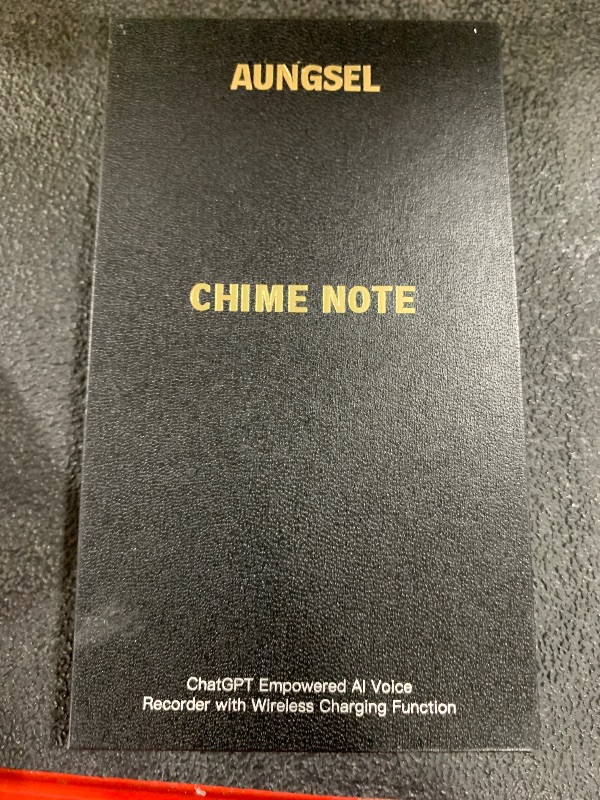 AUNGSEL
CHIME NOTE
ChatGPT Empowered AI Voice
Recorder with Wireless Charging Function